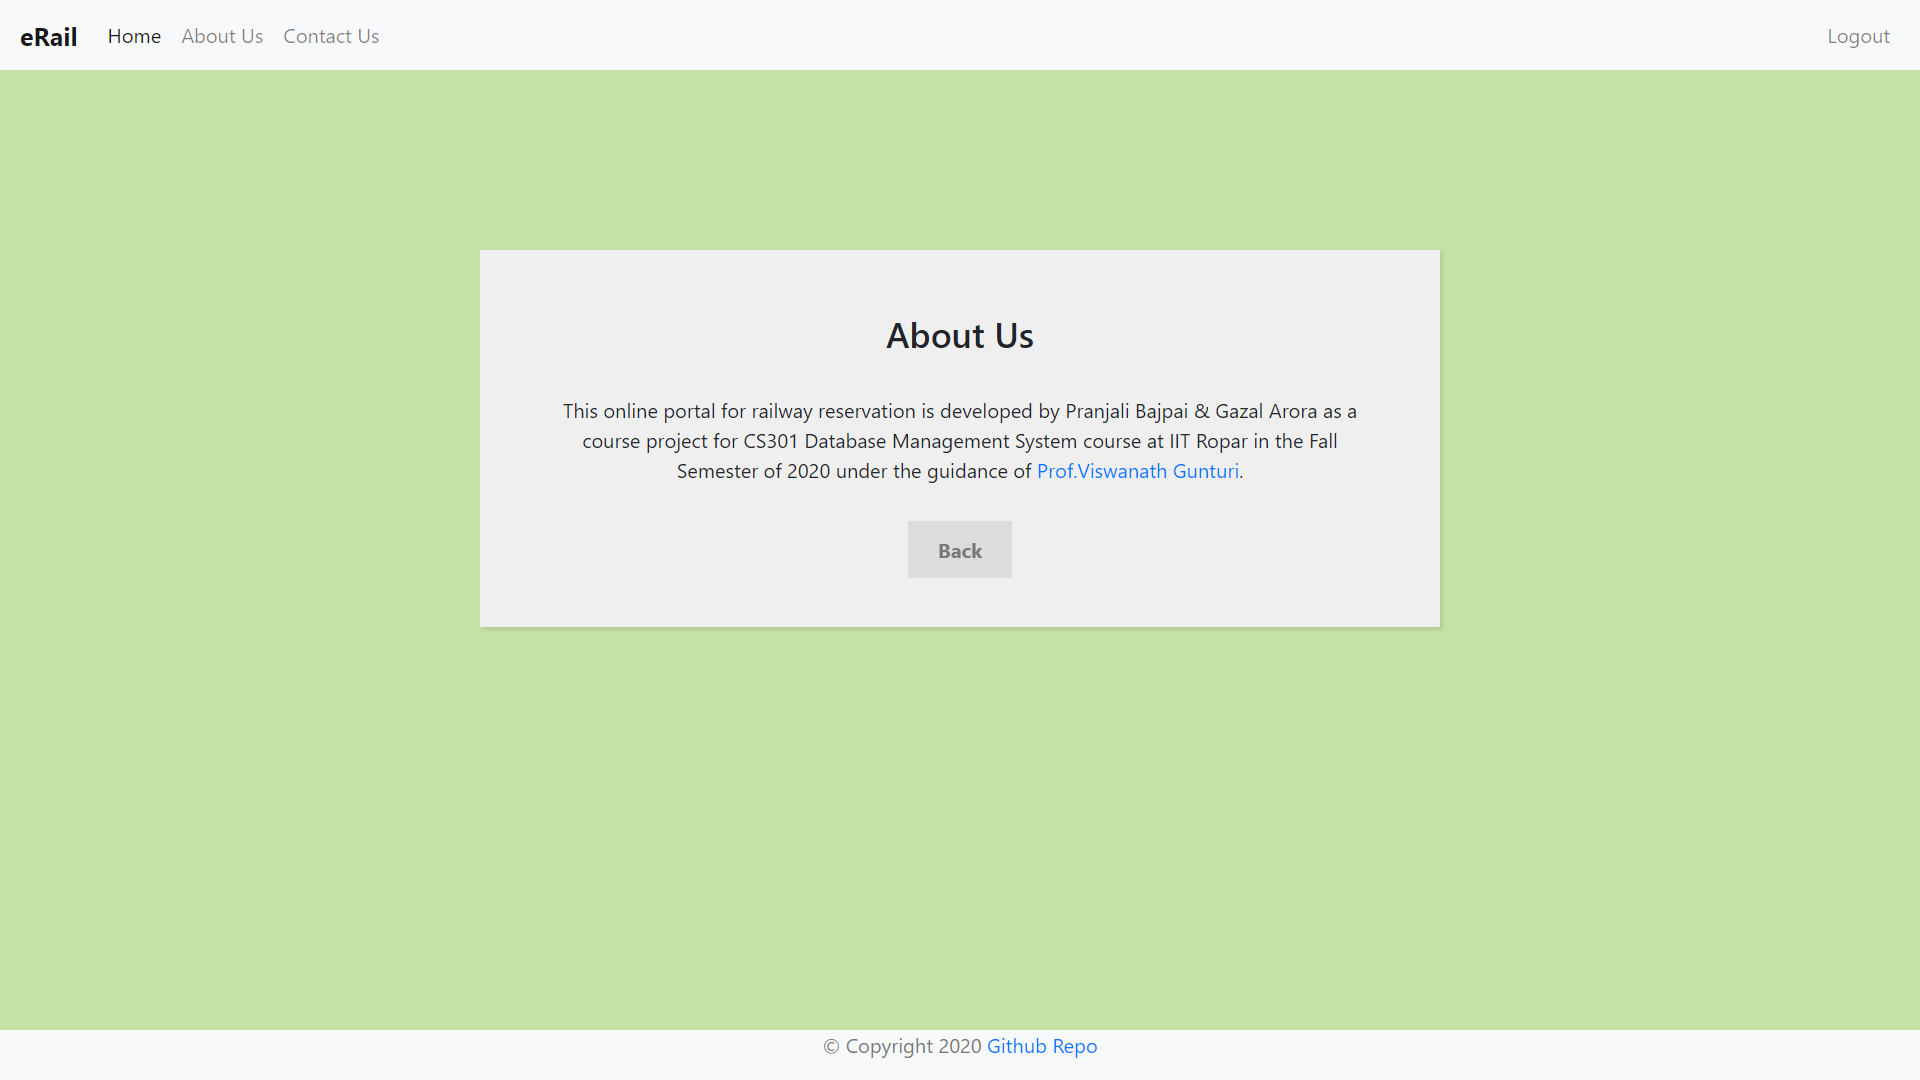 eRail Home About Us Contact Us Logout
About Us
This online portal for railway reservation is developed by Pranjali Bajpai & Gazal Arora as a
course project for CS301 Database Management System course at IIT Ropar in the Fall
Semester of 2020 under the guidance of Prof.Viswanath Gunturi.
Back
© Copyright 2020 Github Repo